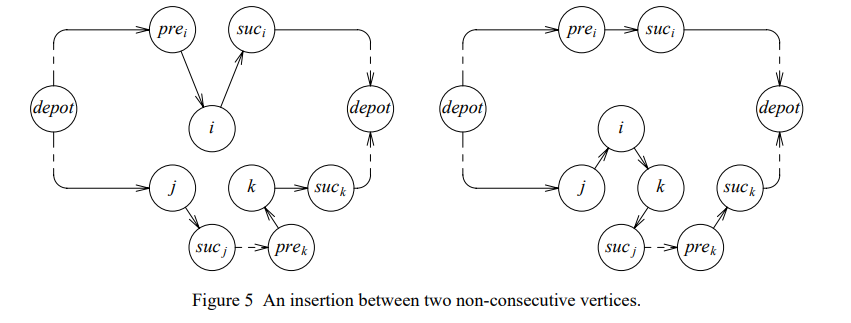 pre_i suc_i pre_i suc_i
depot depot depot depot
i i
j k suc_k j k suc_k
suc_j pre_k suc_j pre_k
Figure 5 An insertion between two non-consecutive vertices.